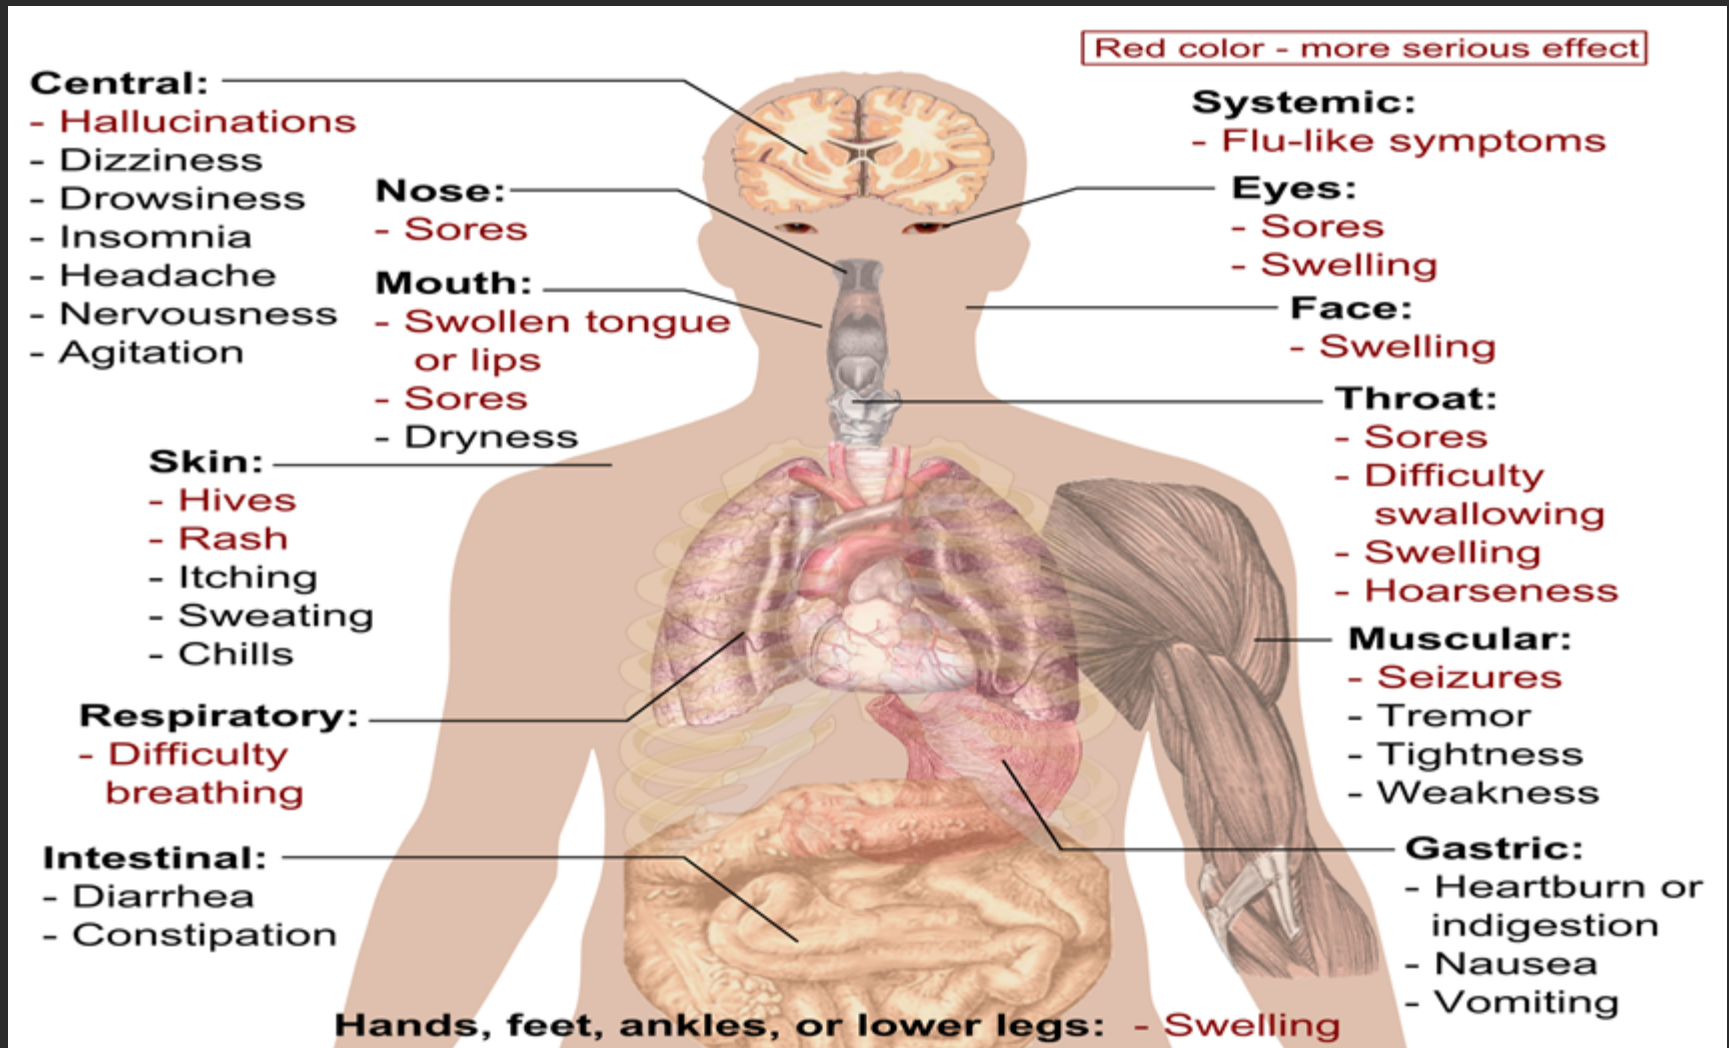 Red color - more serious effect
Central:
- Hallucinations
- Dizziness
- Drowsiness
- Insomnia
- Headache
- Nervousness
- Agitation
Nose:
- Sores
Mouth:
- Swollen tongue
or lips
- Sores
- Dryness
Skin:
- Hives
- Rash
- Itching
- Sweating
- Chills
Respiratory:
- Difficulty
breathing
Intestinal:
- Diarrhea
- Constipation
Systemic:
- Flu-like symptoms
Eyes:
- Sores
- Swelling
Face:
- Swelling
Throat:
- Sores
- Difficulty
swallowing
- Swelling
- Hoarseness
Muscular:
- Seizures
- Tremor
- Tightness
- Weakness
Gastric:
- Heartburn or
indigestion
- Nausea
- Vomiting
Hands, feet, ankles, or lower legs: - Swelling